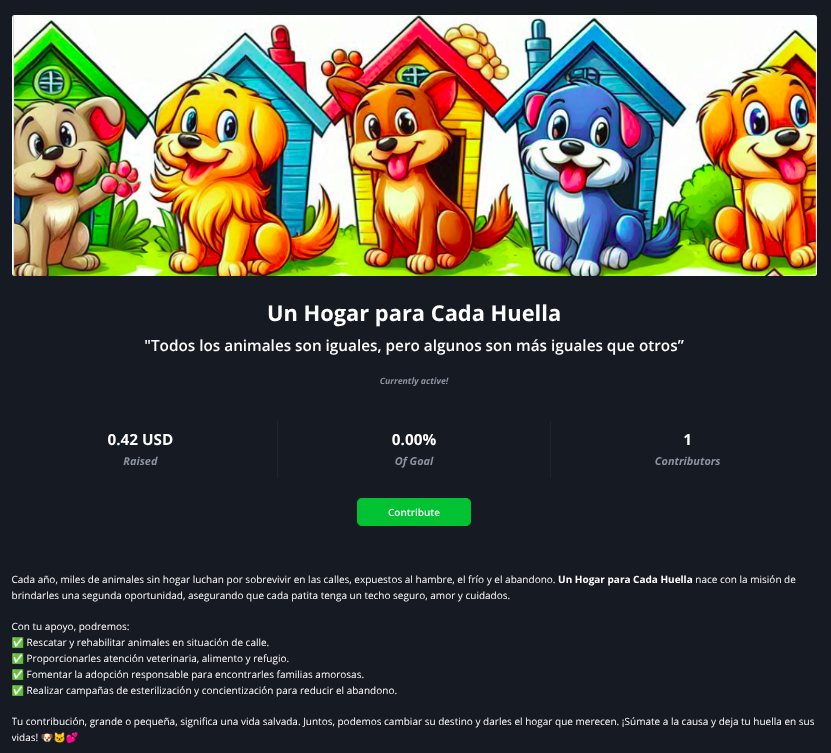 Un Hogar para Cada Huella
"Todos los animales son iguales, pero algunos son más iguales que otros”
Currently active!
0.42 USD
Raised
0.00%
Of Goal
1
Contributors
Contribute
Cada año, miles de animales sin hogar luchan por sobrevivir en las calles, expuestos al hambre, el frío y el abandono. Un Hogar para Cada Huella nace con la misión de
brindarles una segunda oportunidad, asegurando que cada patita tenga un techo seguro, amor y cuidados.
Con tu apoyo, podremos:
✅ Rescatar y rehabilitar animales en situación de calle.
✅ Proporcionarles atención veterinaria, alimento y refugio.
✅ Fomentar la adopción responsable para encontrarles familias amorosas.
✅ Realizar campañas de esterilización y concientización para reducir el abandono.
Tu contribución, grande o pequeña, significa una vida salvada. Juntos, podemos cambiar su destino y darles el hogar que merecen. ¡Súmate a la causa y deja tu huella en sus
vidas! 🐶🐱💕